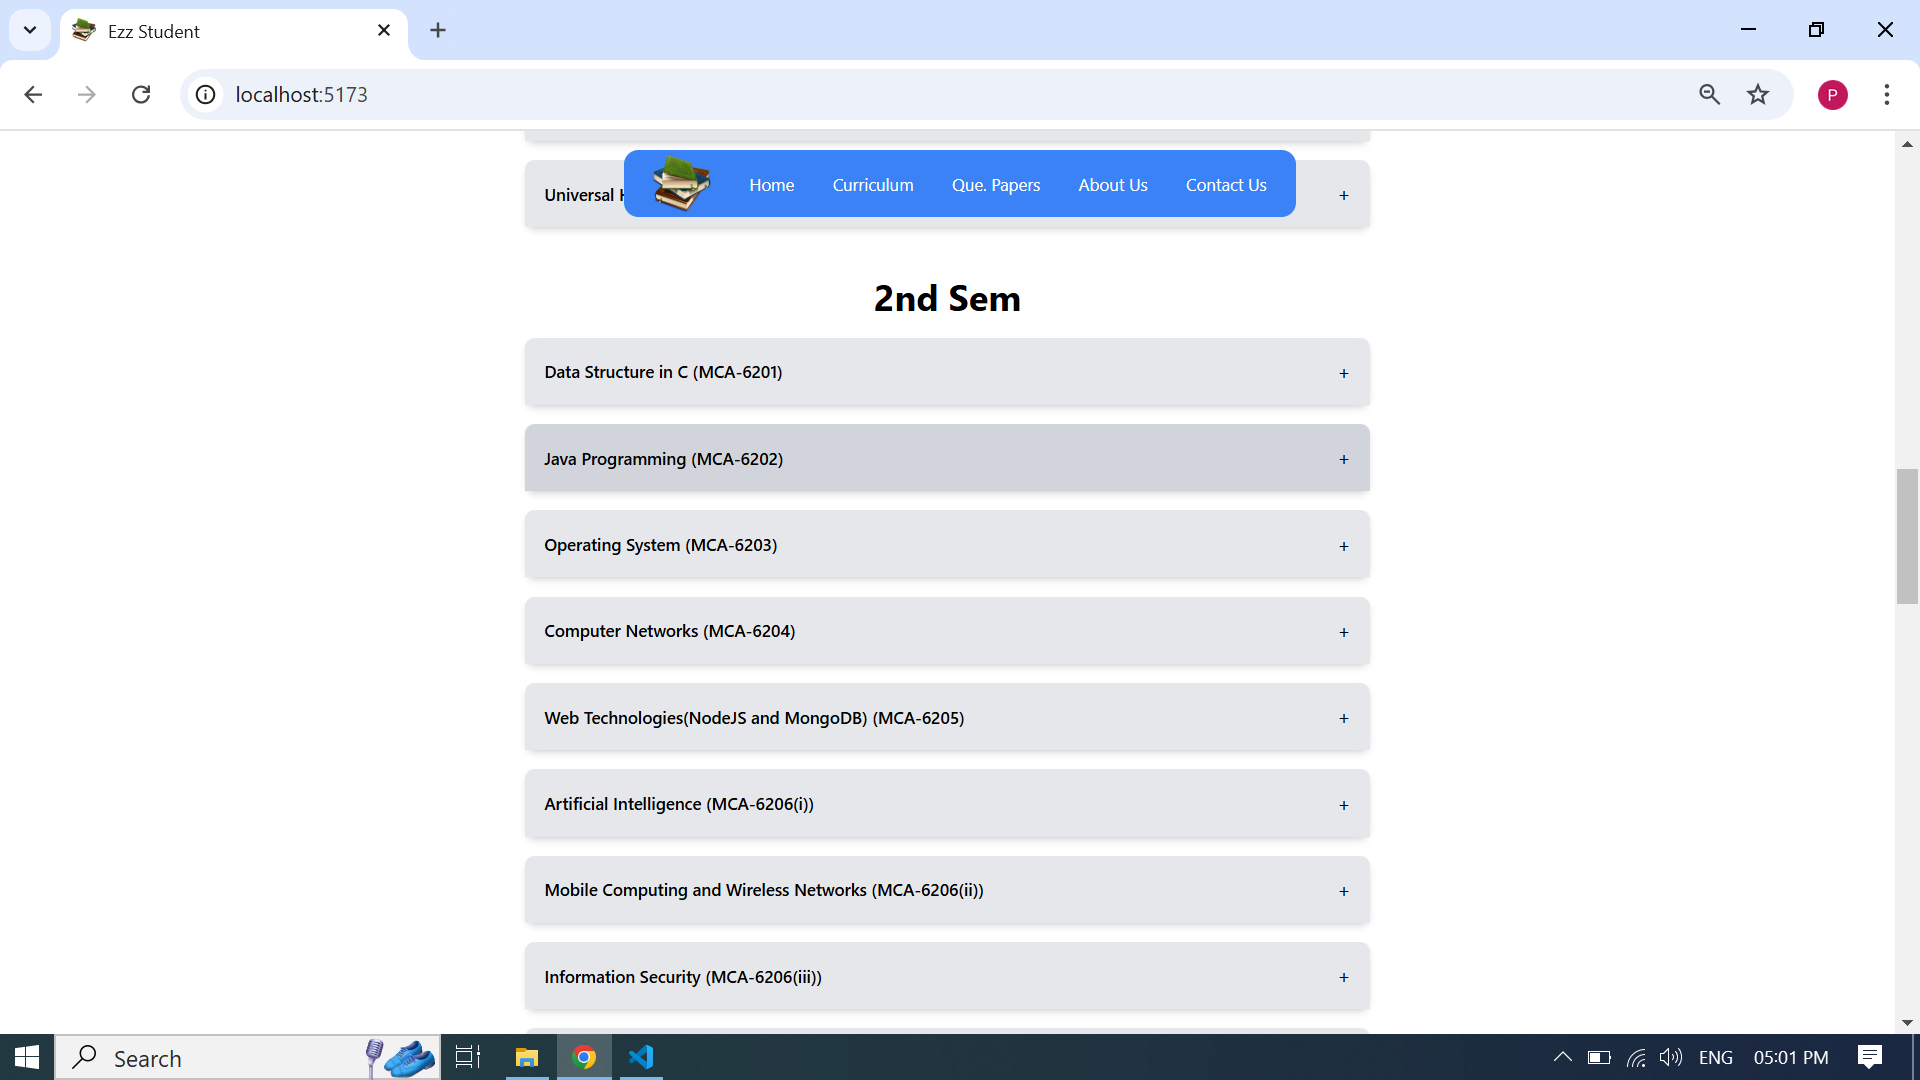 Ezz Student
localhost:5173
Home Curriculum Que. Papers About Us Contact Us
Universal +
2nd Sem
Data Structure in C (MCA-6201) +
Java Programming (MCA-6202) +
Operating System (MCA-6203) +
Computer Networks (MCA-6204) +
Web Technologies(NodeJS and MongoDB) (MCA-6205) +
Artificial Intelligence (MCA-6206(i)) +
Mobile Computing and Wireless Networks (MCA-6206(ii)) +
Information Security (MCA-6206(iii)) +
Search ENG 05:01 PM
P